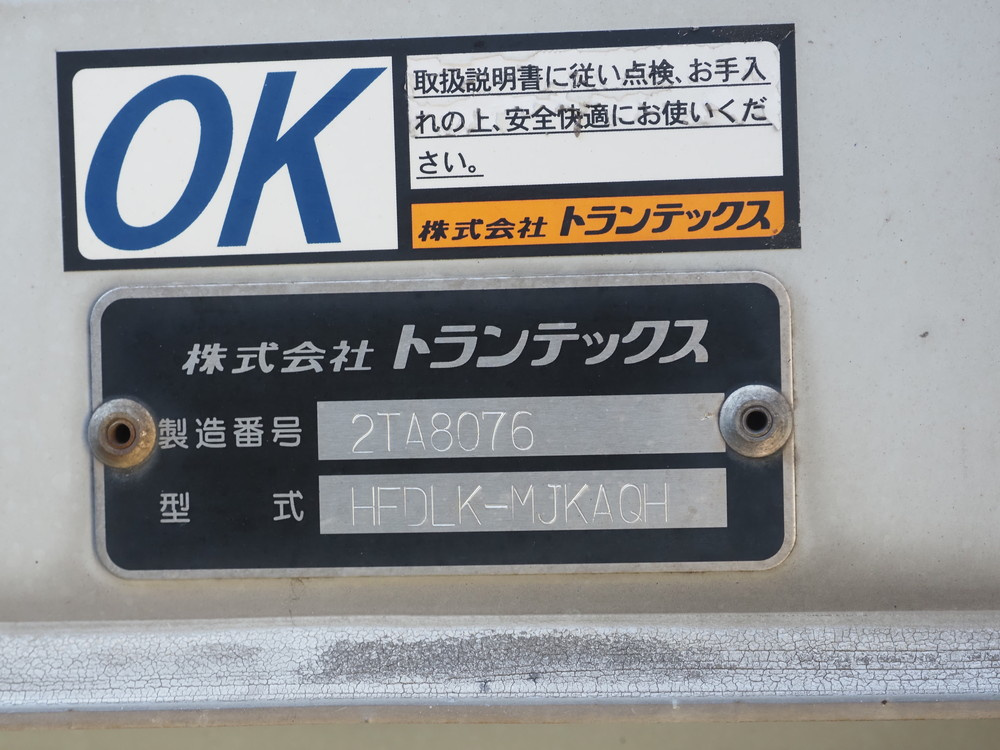 OK
取扱説明書に従い点検、お手入
れの上、安全快適にお使いくだ
さい。
株式会社 トランテックス
株式会社 トランテックス
製造番号 2TA8076
型式 HFDLK-MJKAQH